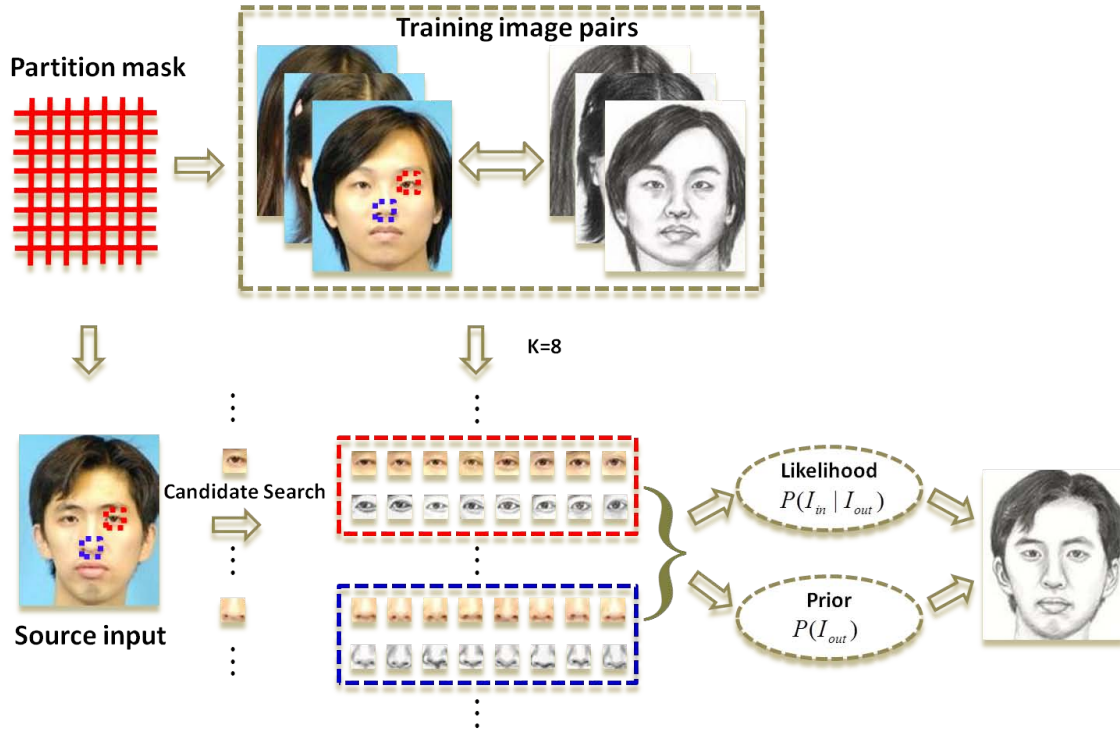 Training image pairs
Partition mask
K=8
Candidate Search
Source input
Likelihood
P(I_in | I_out)
Prior
P(I_out)